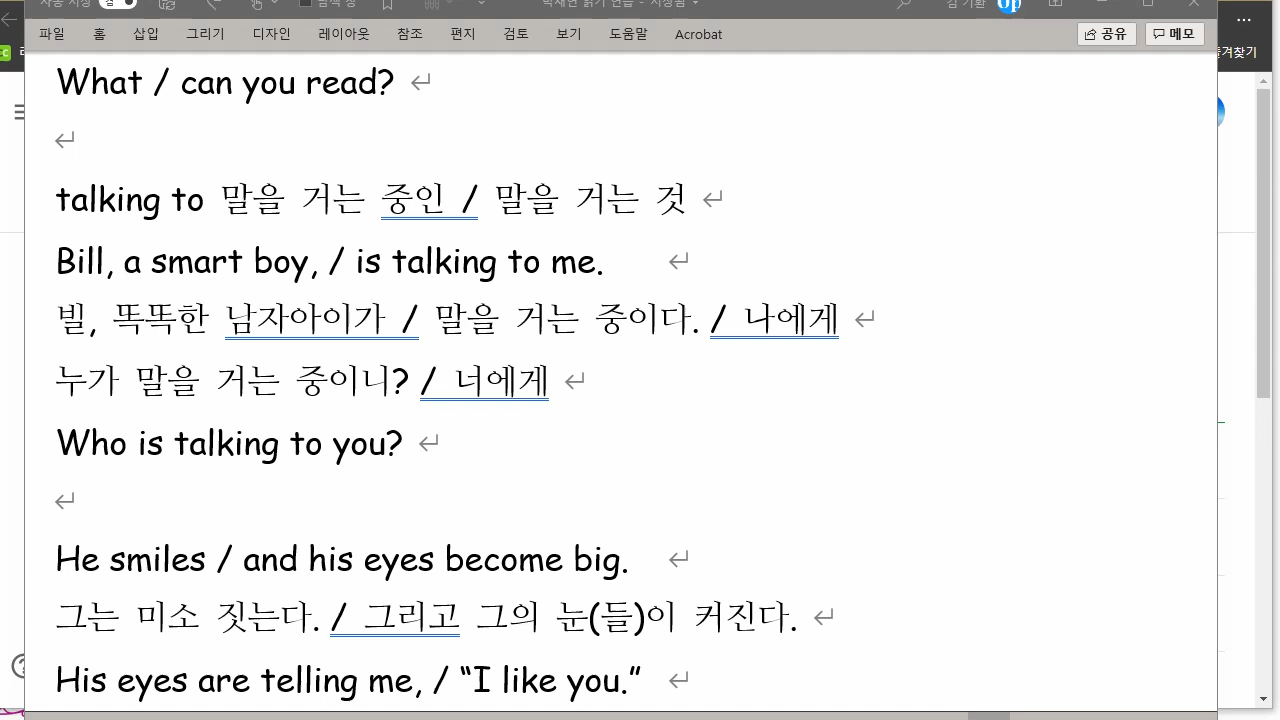 파일 홈 삽입 그리기 디자인 레이아웃 참조 편지 검토 보기 도움말 Acrobat 공유 메모
What / can you read?
talking to 말을 거는 중인 / 말을 거는 것
Bill, a smart boy, / is talking to me.
빌, 똑똑한 남자아이가 / 말을 거는 중이다. / 나에게
누가 말을 거는 중이니? / 너에게
Who is talking to you?
He smiles / and his eyes become big.
그는 미소 짓는다. / 그리고 그의 눈(들)이 커진다.
His eyes are telling me, / “I like you.”